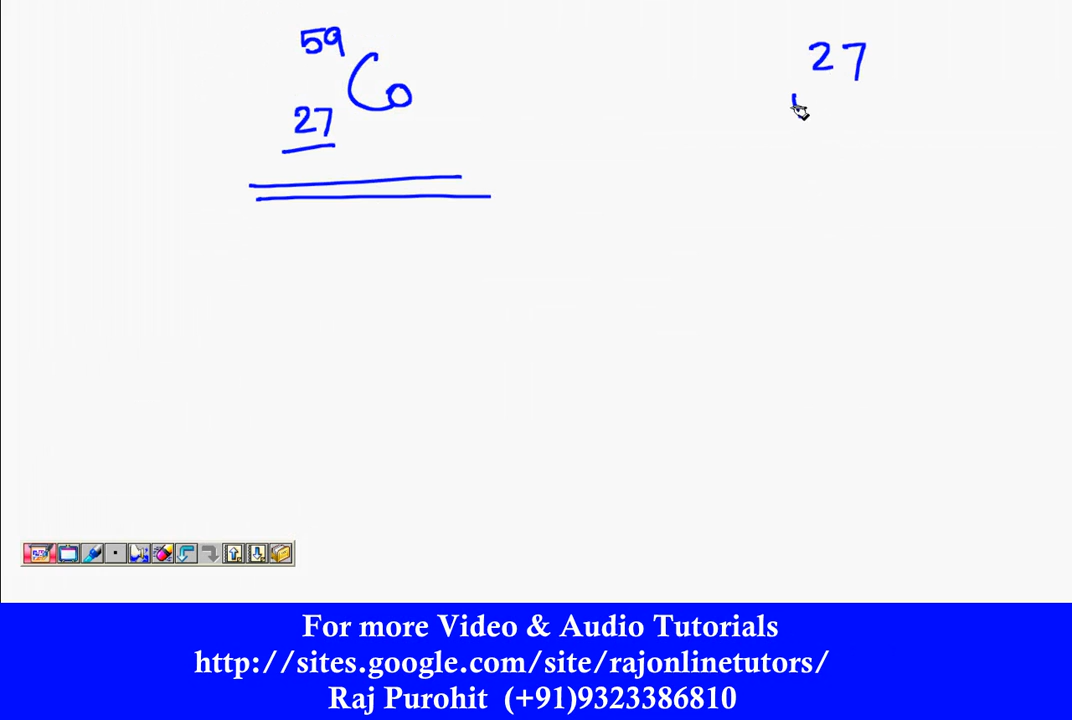 59
Co
27
27
For more Video & Audio Tutorials
http://sites.google.com/site/rajonlinetutors/
Raj Purohit (+91)9323386810